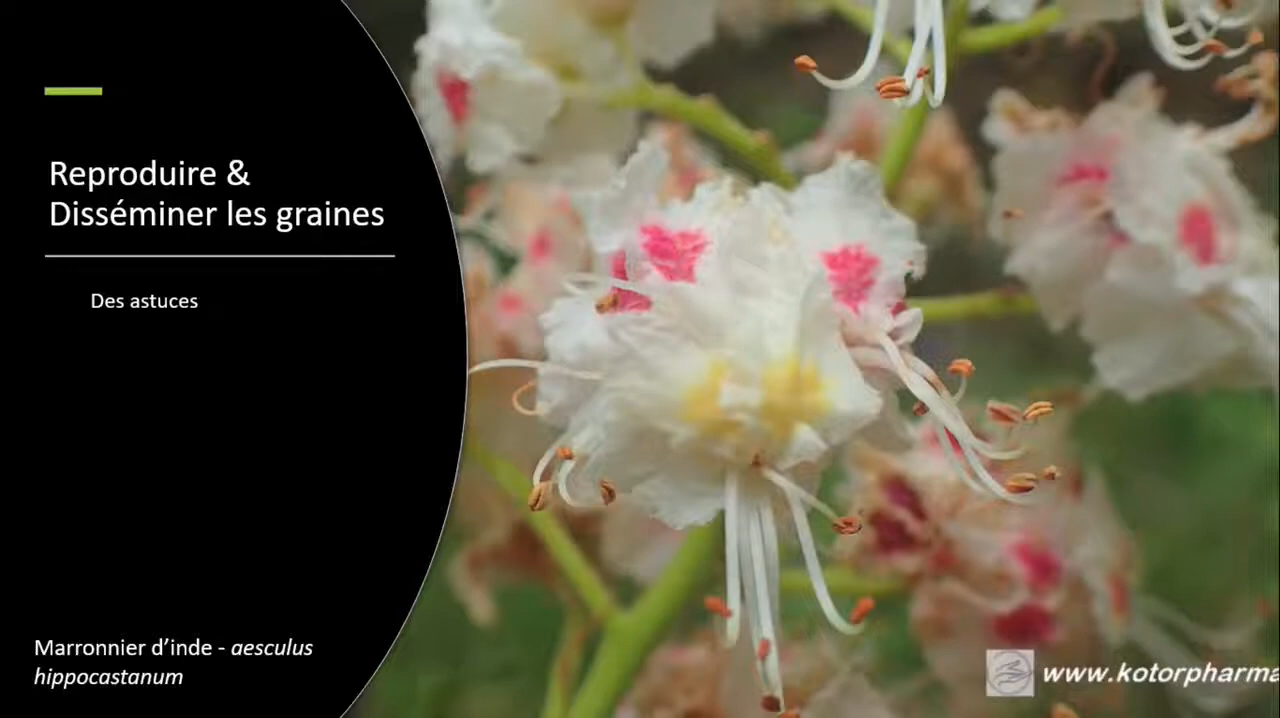 Reproduire &
Disséminer les graines
Des astuces
Marronnier d’inde - aesculus
hippocastanum
www.kotorpharma